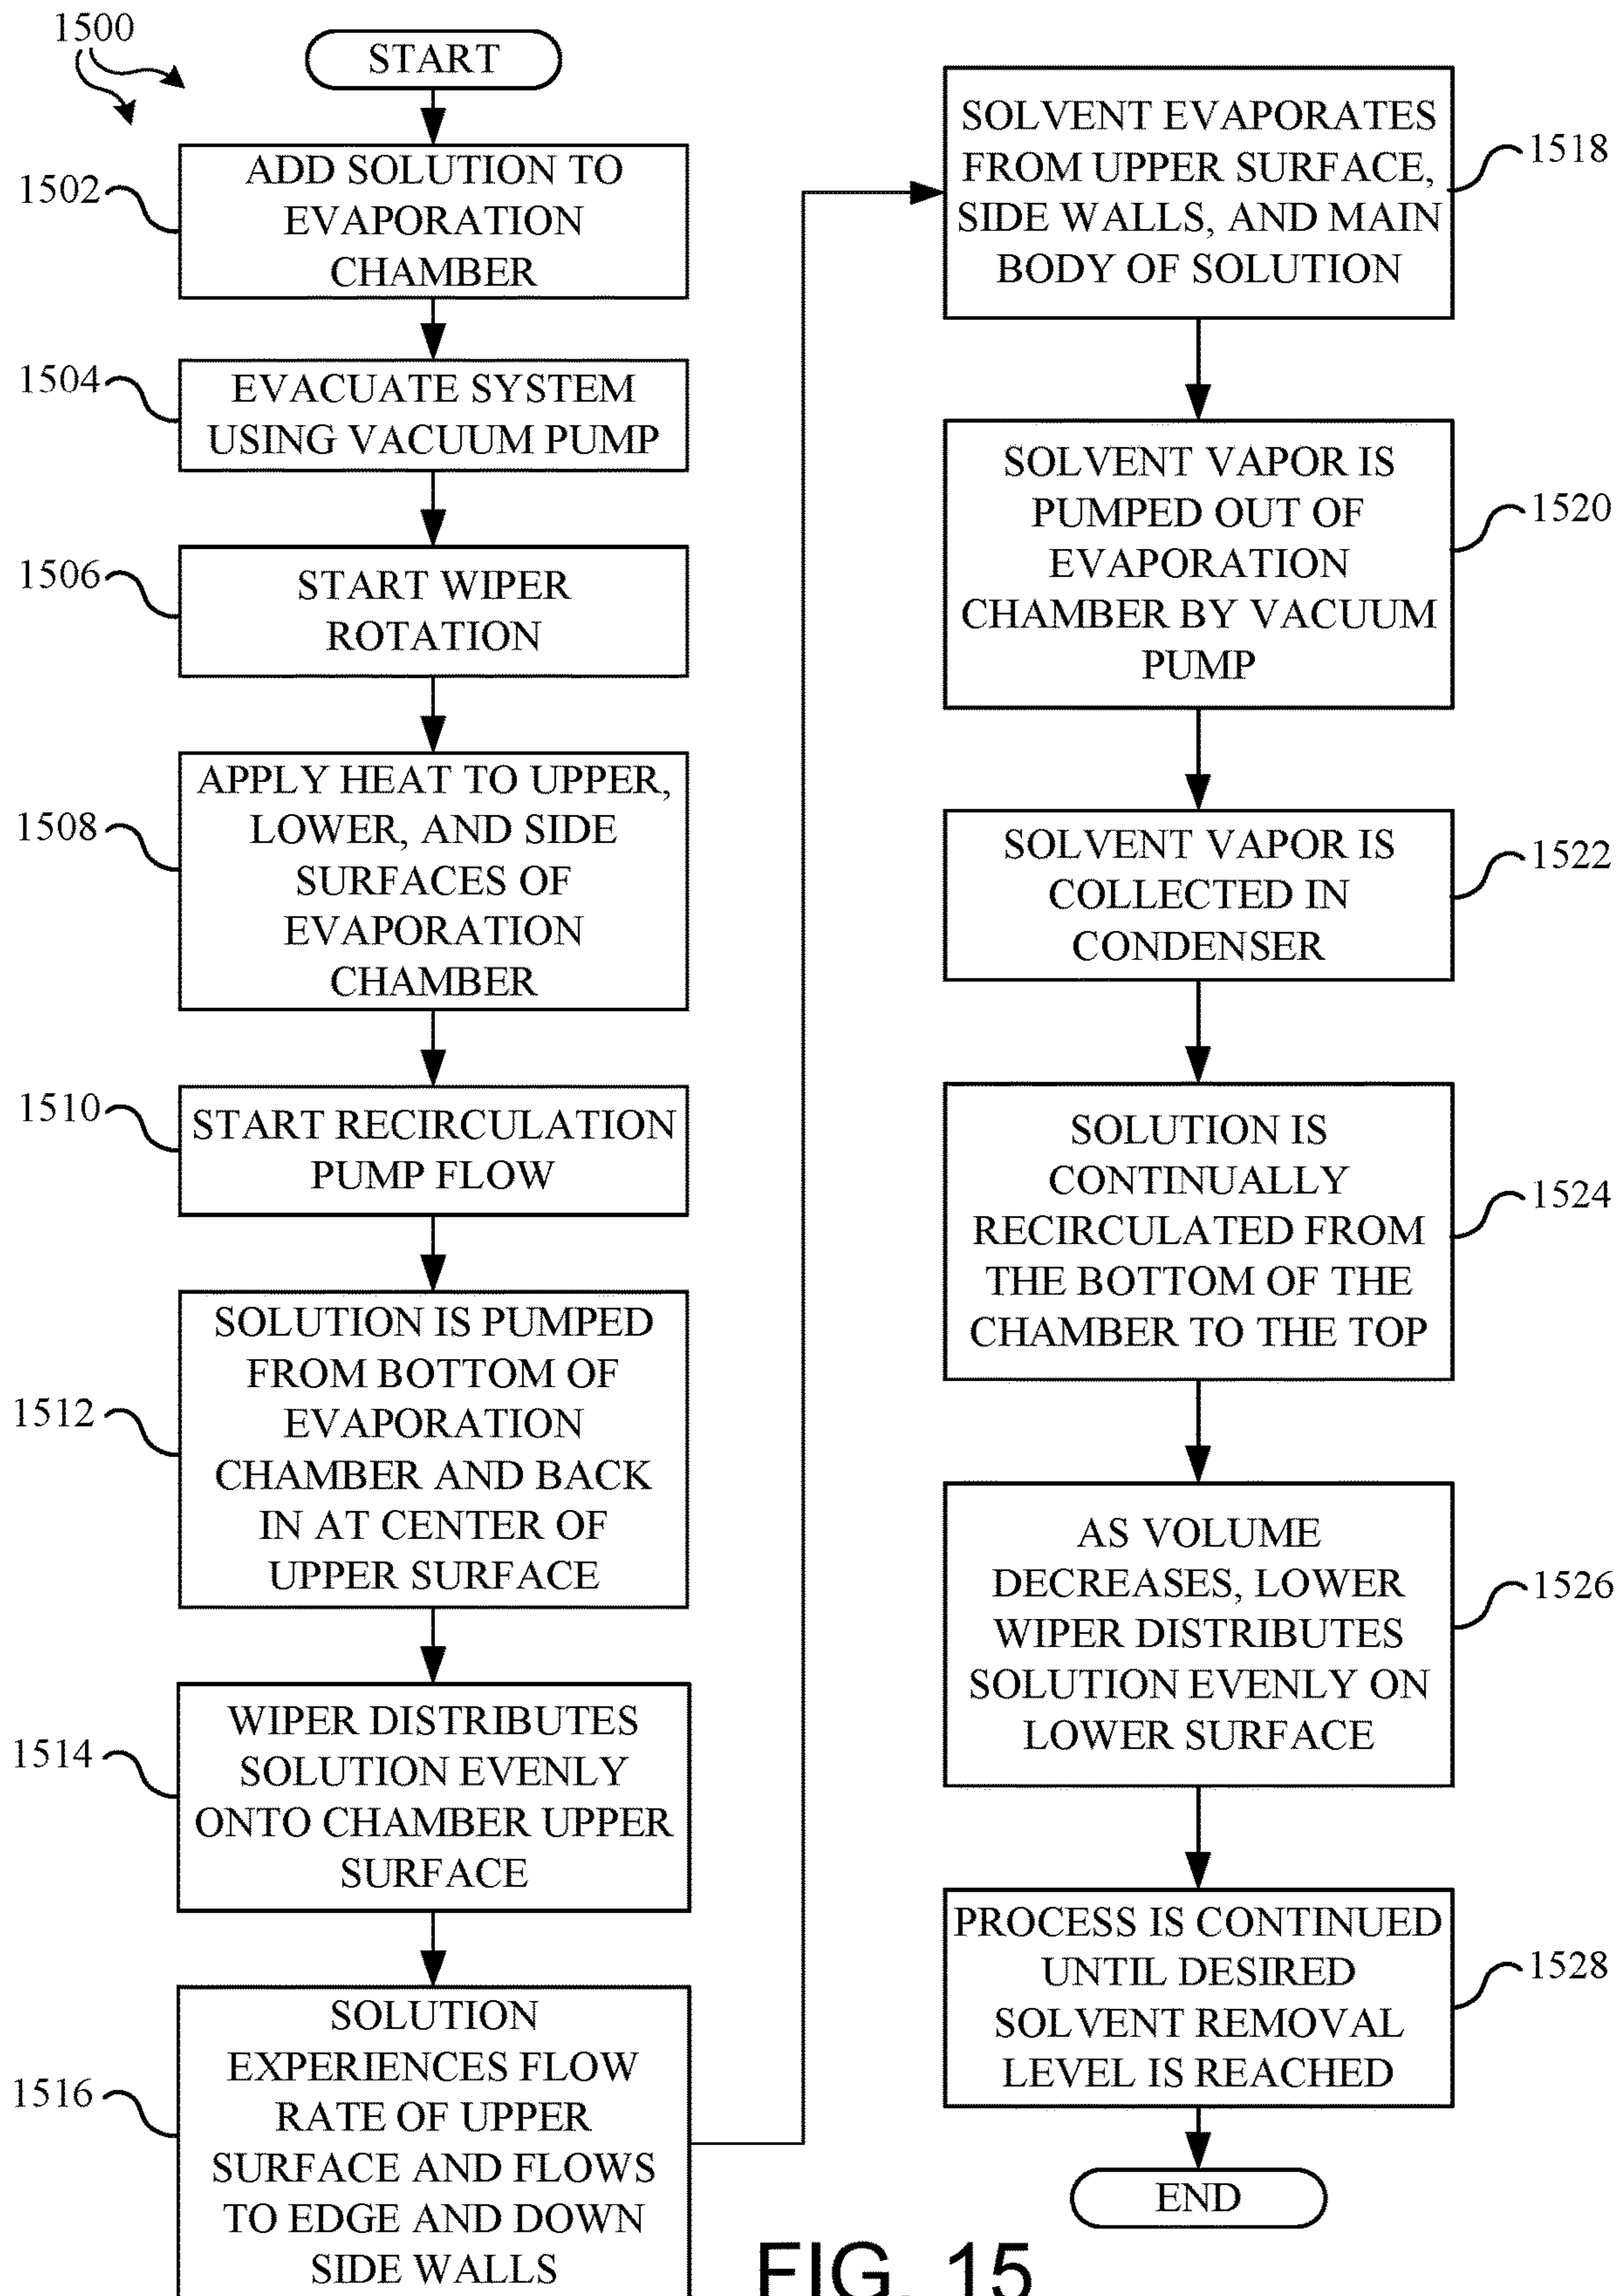 1500
START
1502
ADD SOLUTION TO
EVAPORATION
CHAMBER
1504
EVACUATE SYSTEM
USING VACUUM PUMP
1506
START WIPER
ROTATION
1508
APPLY HEAT TO UPPER,
LOWER, AND SIDE
SURFACES OF
EVAPORATION
CHAMBER
1510
START RECIRCULATION
PUMP FLOW
1512
SOLUTION IS PUMPED
FROM BOTTOM OF
EVAPORATION
CHAMBER AND BACK
IN AT CENTER OF
UPPER SURFACE
1514
WIPER DISTRIBUTES
SOLUTION EVENLY
ONTO CHAMBER UPPER
SURFACE
1516
SOLUTION
EXPERIENCES FLOW
RATE OF UPPER
SURFACE AND FLOWS
TO EDGE AND DOWN
SIDE WALLS
SOLVENT EVAPORATES
FROM UPPER SURFACE,
SIDE WALLS, AND MAIN
BODY OF SOLUTION
1518
SOLVENT VAPOR IS
PUMPED OUT OF
EVAPORATION
CHAMBER BY VACUUM
PUMP
1520
SOLVENT VAPOR IS
COLLECTED IN
CONDENSER
1522
SOLUTION IS
CONTINUALLY
RECIRCULATED FROM
THE BOTTOM OF THE
CHAMBER TO THE TOP
1524
AS VOLUME
DECREASES, LOWER
WIPER DISTRIBUTES
SOLUTION EVENLY ON
LOWER SURFACE
1526
PROCESS IS CONTINUED
UNTIL DESIRED
SOLVENT REMOVAL
LEVEL IS REACHED
1528
END
FIG. 15